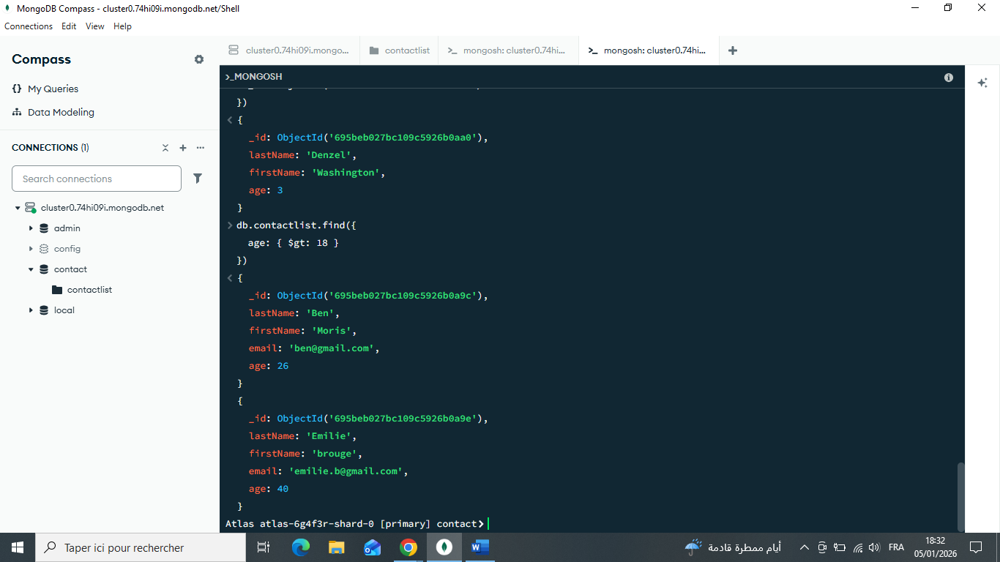 MongoDB Compass - cluster0.74hi09i.mongodb.net/Shell
Connections Edit View Help
Compass
My Queries
Data Modeling
CONNECTIONS (1)
Search connections
cluster0.74hi09i.mongodb.net
admin
config
contact
contactlist
local
cluster0.74hi09i.mongo...
contactlist
mongosh: cluster0.74hi...
mongosh: cluster0.74hi...
>_MONGOSH
})
< {
_id: ObjectId('695beb027bc109c5926b0aa0'),
lastName: 'Denzel',
firstName: 'Washington',
age: 3
}
> db.contactlist.find({
age: { $gt: 18 }
})
< {
_id: ObjectId('695beb027bc109c5926b0a9c'),
lastName: 'Ben',
firstName: 'Moris',
email: 'ben@gmail.com',
age: 26
}
{
_id: ObjectId('695beb027bc109c5926b0a9e'),
lastName: 'Emilie',
firstName: 'brouge',
email: 'emilie.b@gmail.com',
age: 40
}
Atlas atlas-6g4f3r-shard-0 [primary] contact>
Taper ici pour rechercher
أيام ممطرة قادمة
FRA
18:32
05/01/2026